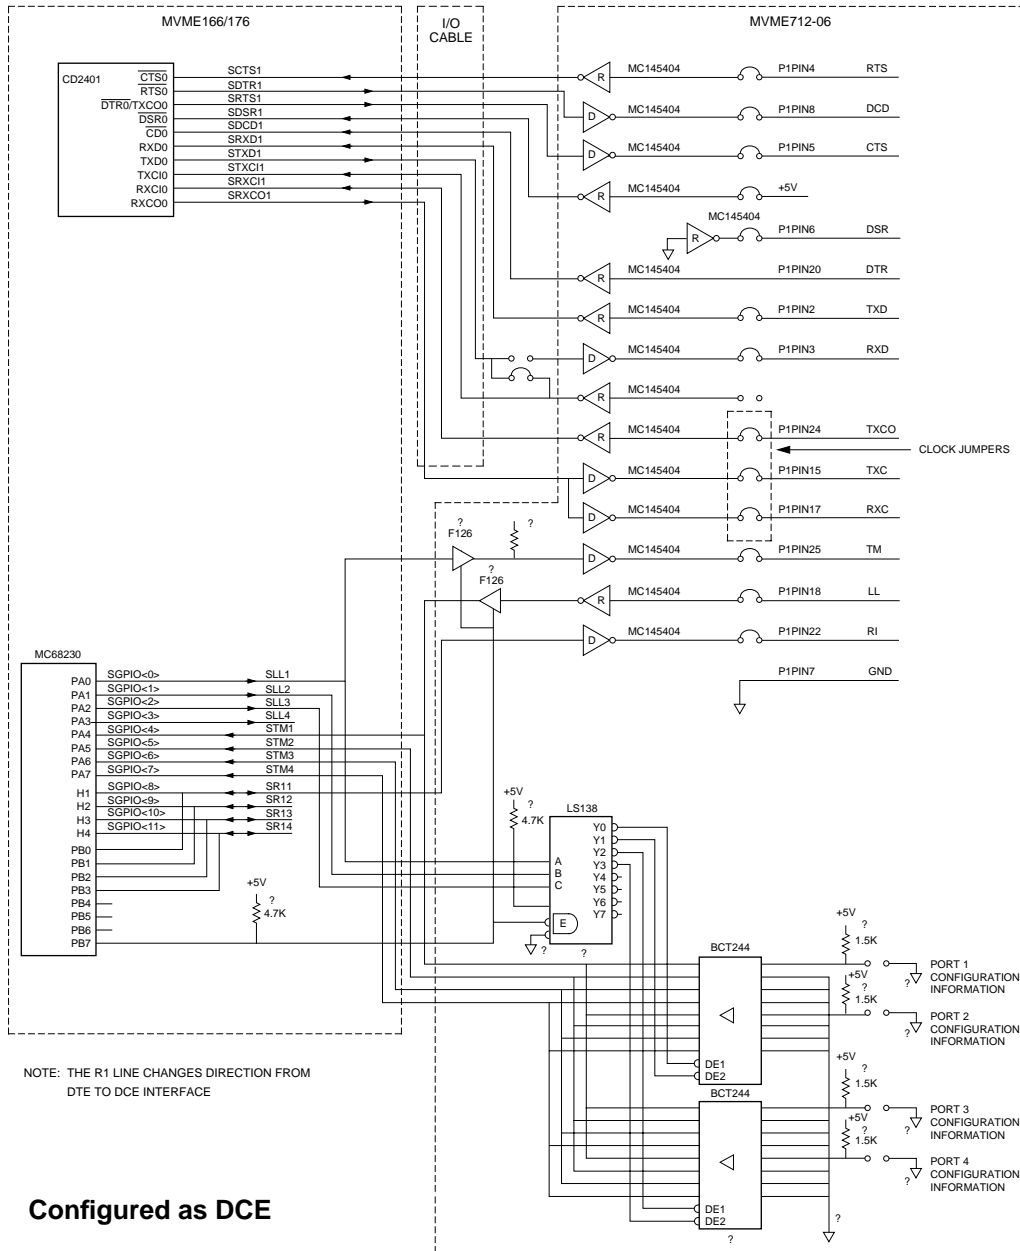 MVME166/176
I/O
CABLE
MVME712-06
CD2401
CTS0
RTS0
DTR0/TXCO0
DSR0
CD0
RXD0
TXD0
TXCI0
RXCI0
RXCO0
SCTS1
SDTR1
SRTS1
SDSR1
SDCD1
SRXD1
STXD1
STXCI1
SRXCI1
SRXCO1
R MC145404 P1PIN4 RTS
D MC145404 P1PIN8 DCD
D MC145404 P1PIN5 CTS
R MC145404 +5V
MC145404
R P1PIN6 DSR
R MC145404 P1PIN20 DTR
R MC145404 P1PIN2 TXD
D MC145404 P1PIN3 RXD
R MC145404
R MC145404 P1PIN24 TXCO
CLOCK JUMPERS
D MC145404 P1PIN15 TXC
D MC145404 P1PIN17 RXC
?
F126
?
D MC145404 P1PIN25 TM
?
F126
R MC145404 P1PIN18 LL
D MC145404 P1PIN22 RI
P1PIN7 GND
MC68230
PA0 SGPIO<0> SLL1
PA1 SGPIO<1> SLL2
PA2 SGPIO<2> SLL3
PA3 SGPIO<3> SLL4
PA4 SGPIO<4> STM1
PA5 SGPIO<5> STM2
PA6 SGPIO<6> STM3
PA7 SGPIO<7> STM4
H1 SGPIO<8> SR11
H2 SGPIO<9> SR12
H3 SGPIO<10> SR13
H4 SGPIO<11> SR14
PB0
PB1
PB2
PB3
PB4
PB5
PB6
PB7
+5V
?
4.7K
+5V
?
4.7K
LS138
A
B
C
E
Y0
Y1
Y2
Y3
Y4
Y5
Y6
Y7
?
?
BCT244
DE1
DE2
+5V
?
1.5K
?
PORT 1
CONFIGURATION
INFORMATION
+5V
?
1.5K
?
PORT 2
CONFIGURATION
INFORMATION
BCT244
DE1
DE2
?
+5V
?
1.5K
?
PORT 3
CONFIGURATION
INFORMATION
+5V
?
1.5K
?
PORT 4
CONFIGURATION
INFORMATION
?
NOTE: THE R1 LINE CHANGES DIRECTION FROM
DTE TO DCE INTERFACE
Configured as DCE